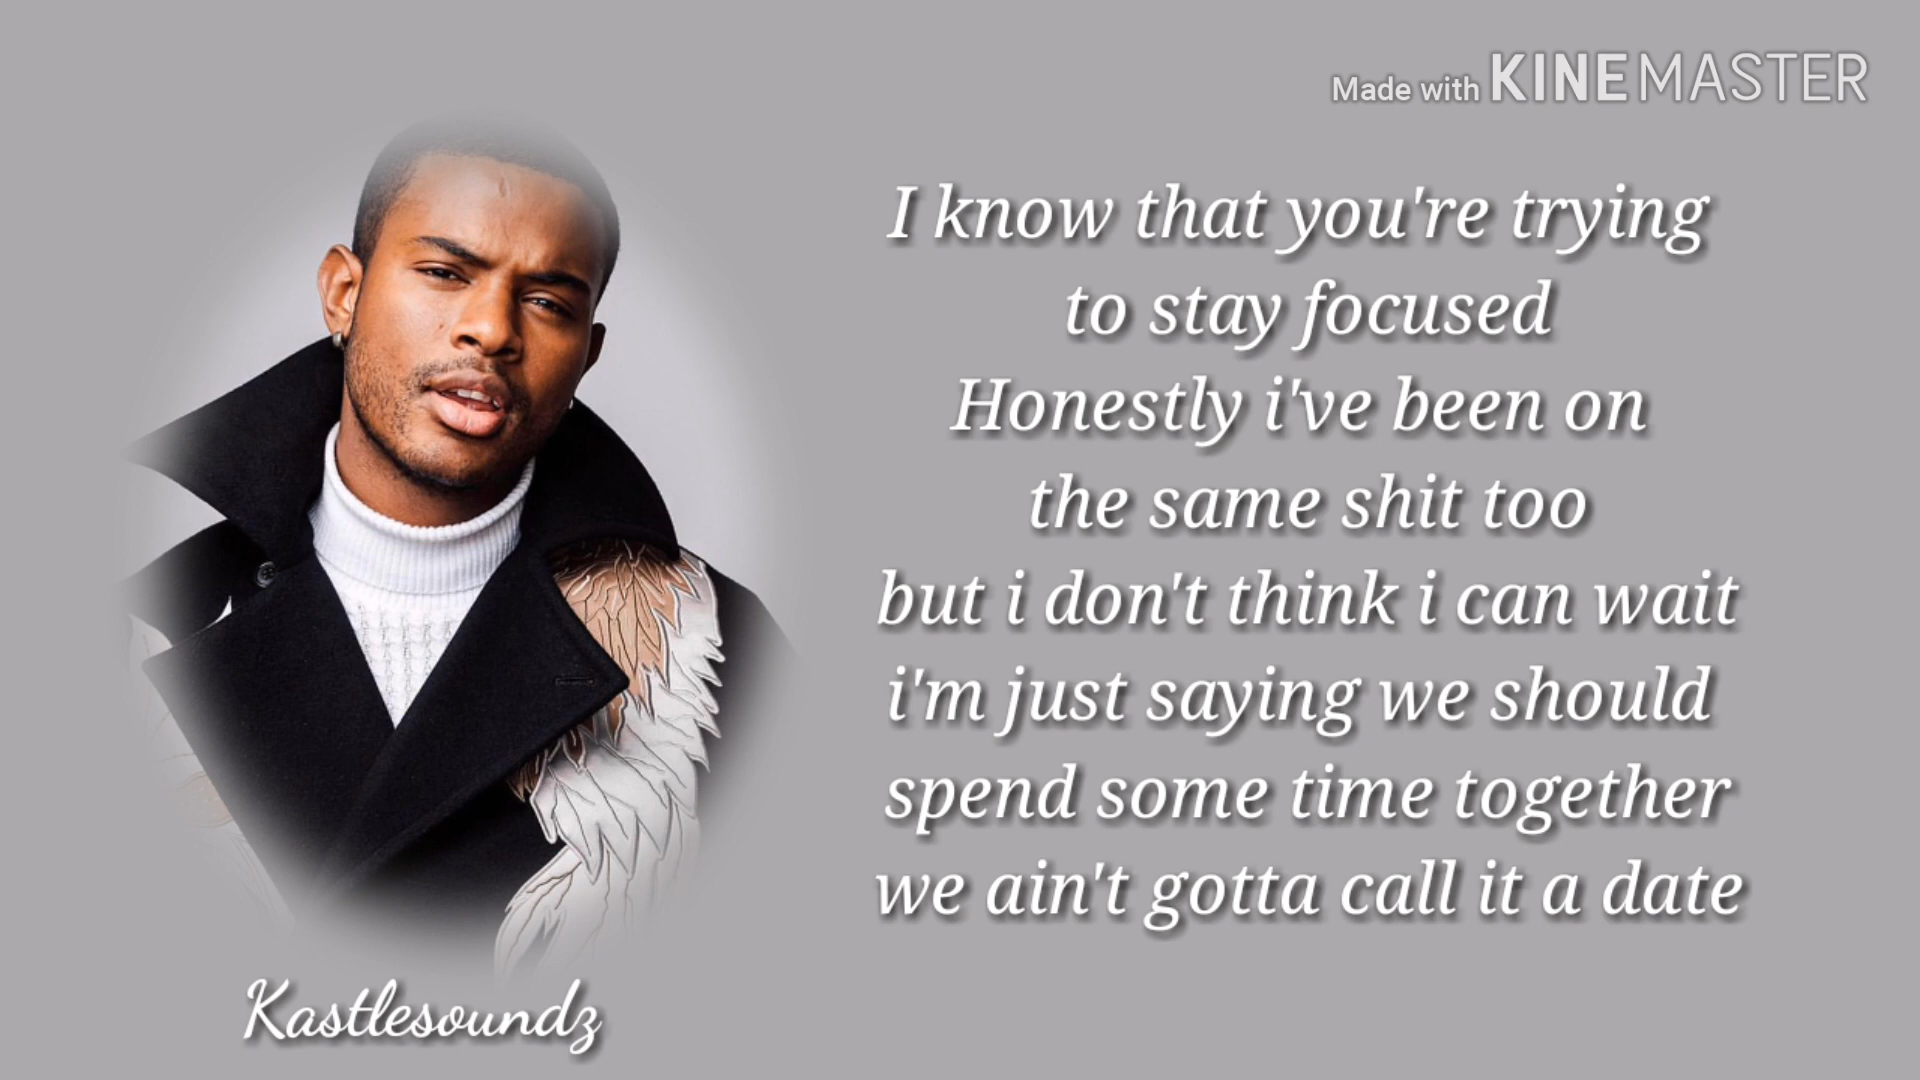 Made with KINEMASTER
I know that you're trying
to stay focused
Honestly i've been on
the same shit too
but i don't think i can wait
i'm just saying we should
spend some time together
we ain't gotta call it a date
Kastlesoundz